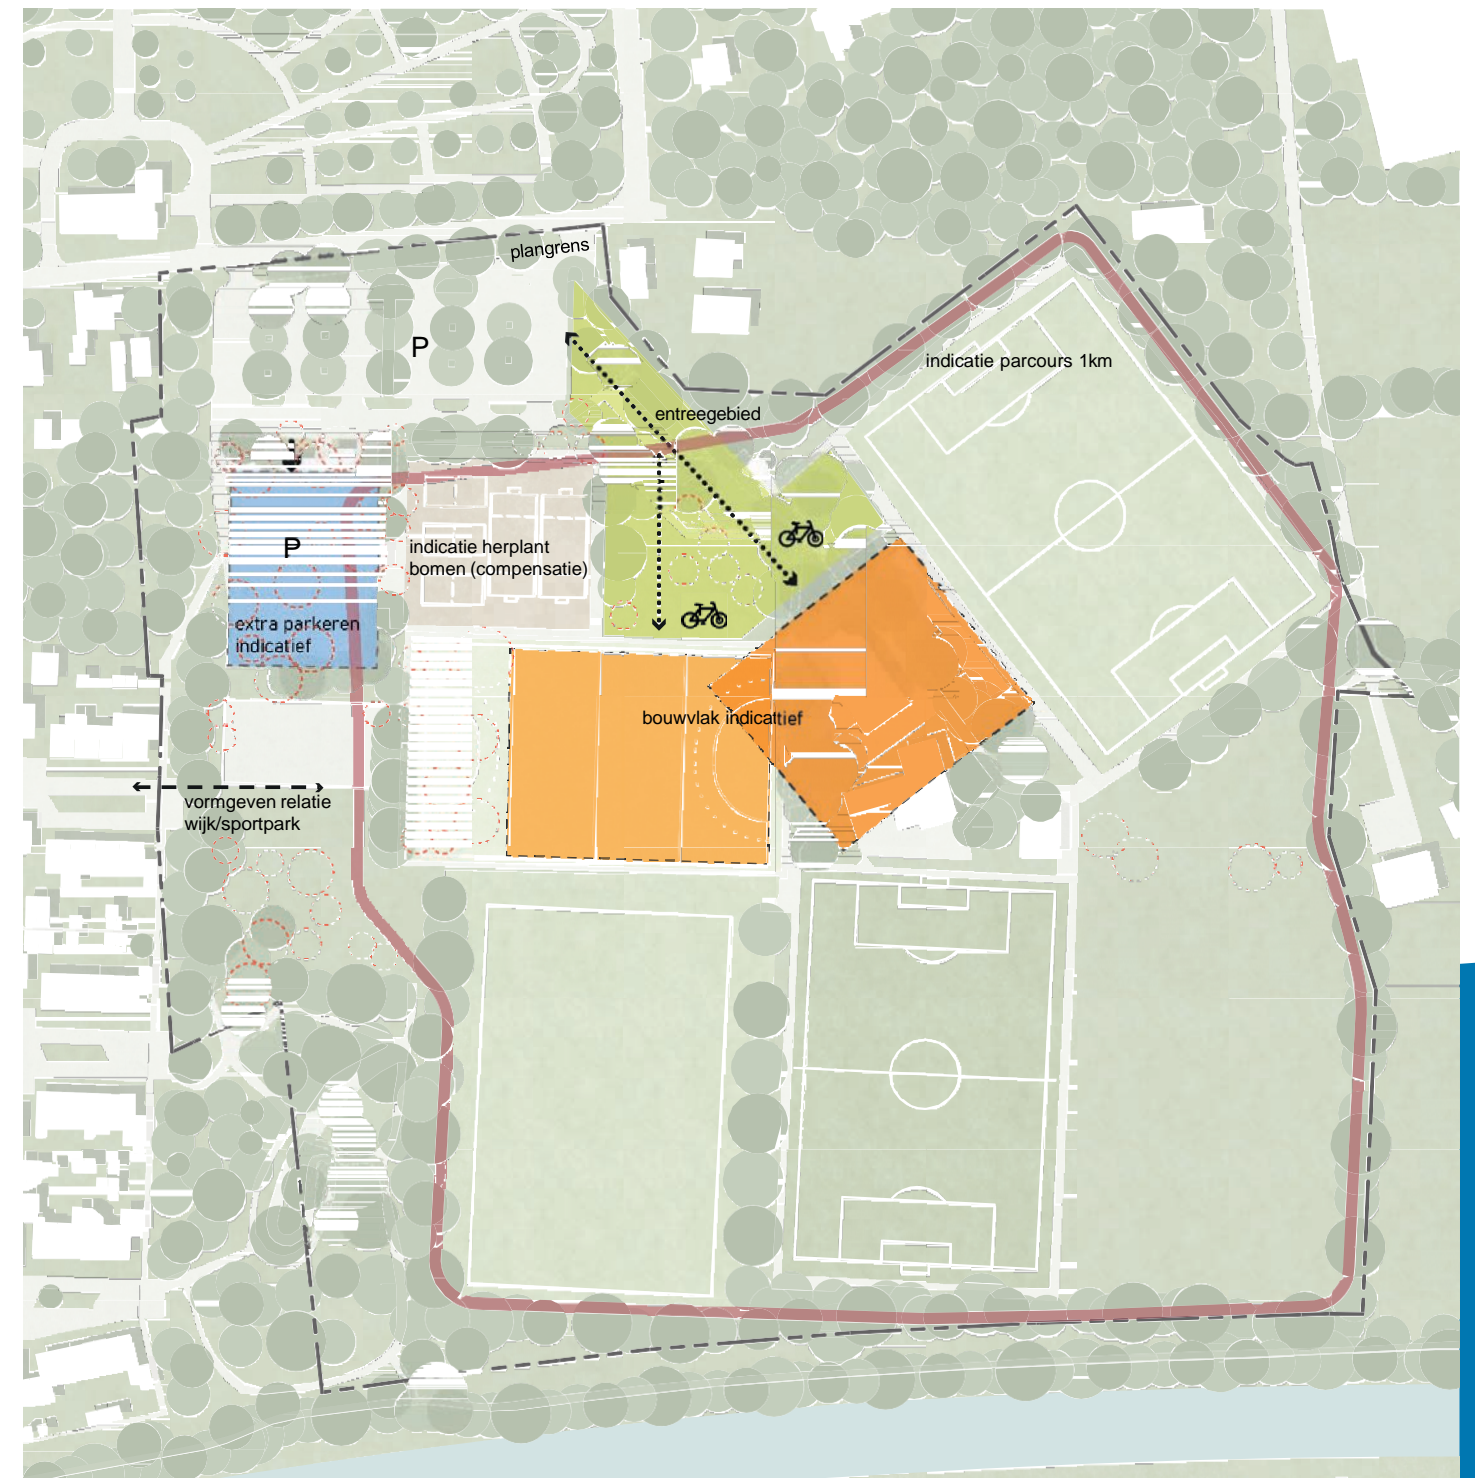 plangrens
P
indicatie parcours 1km
entreegebied
P
indicatie herplant
bomen (compensatie)
extra parkeren
indicatief
bouwvlak indicatief
vormgeven relatie
wijk/sportpark